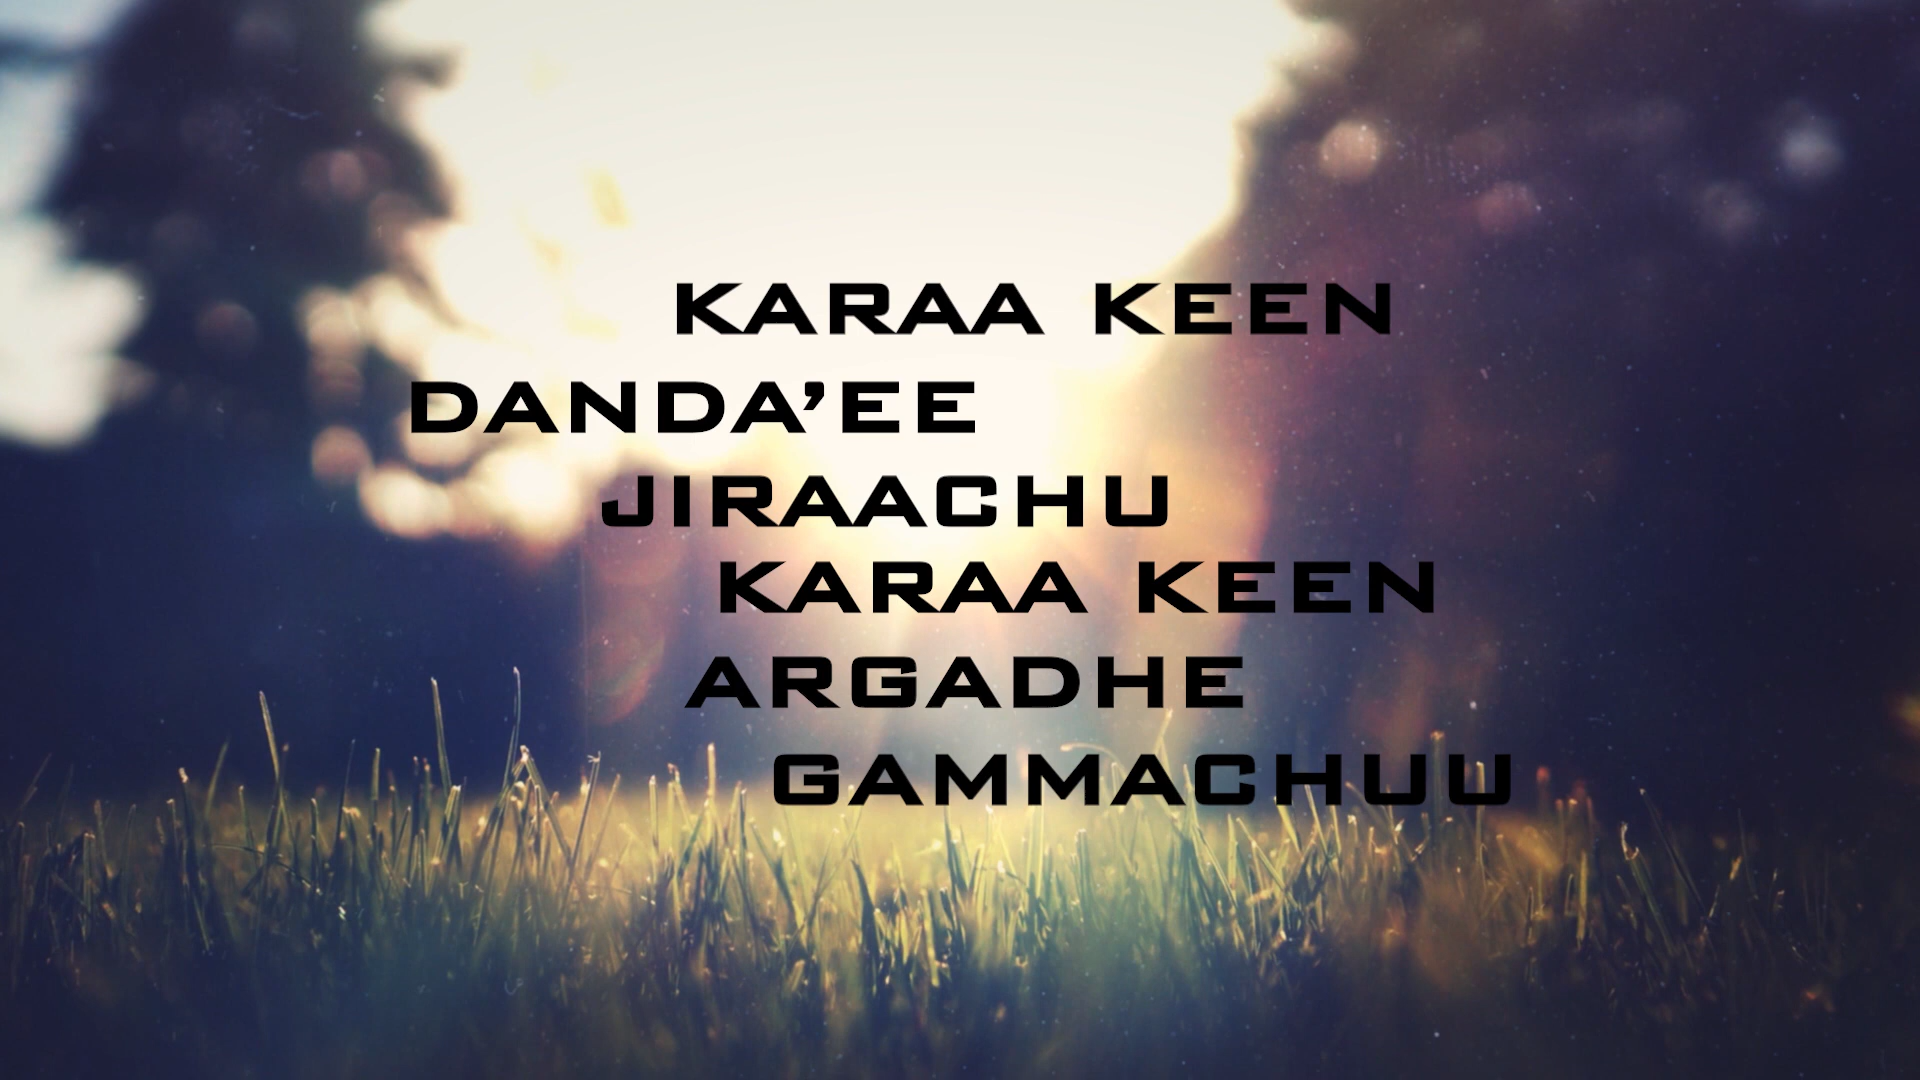 KARAA KEEN
DANDA’EE
JIRAACHU
KARAA KEEN
ARGADHE
GAMMACHUU